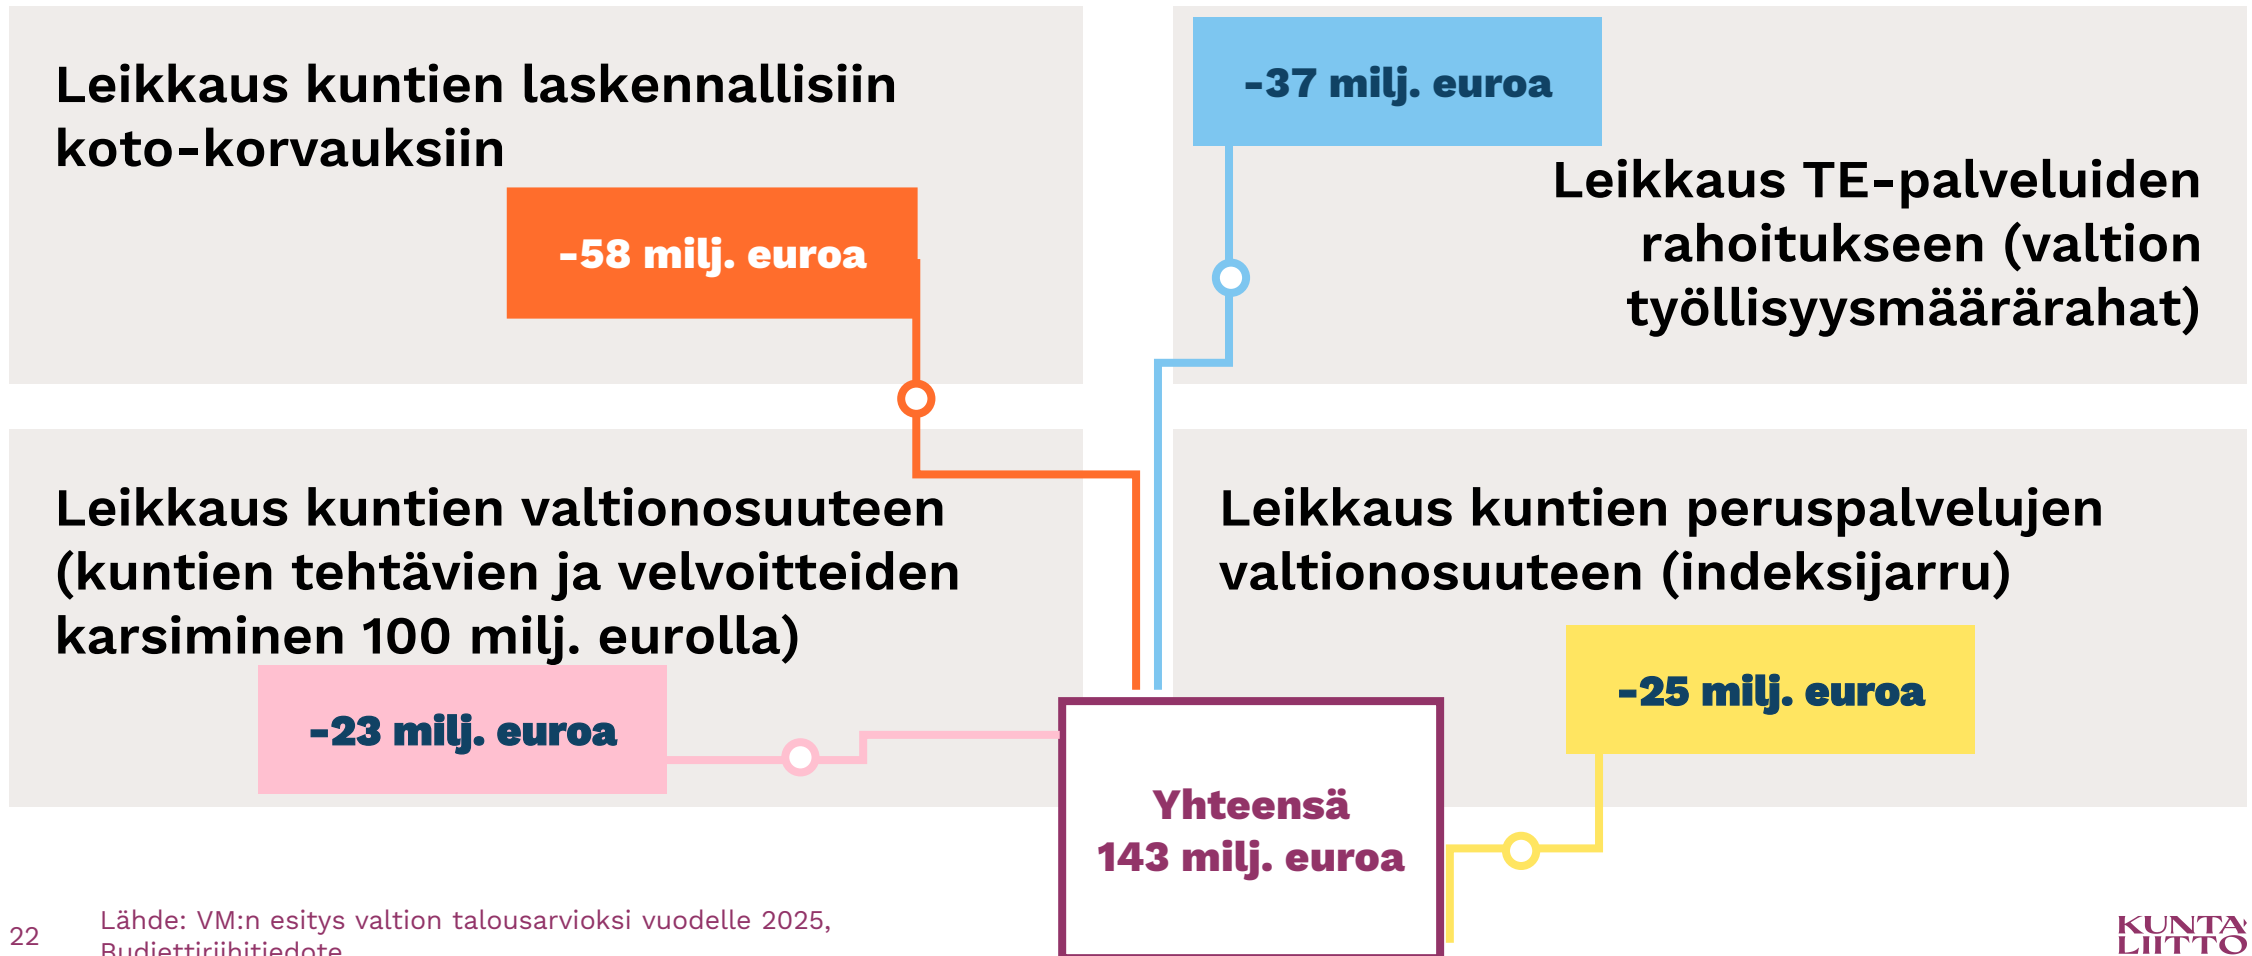 Leikkaus kuntien laskennallisiin
koto-korvauksiin
-58 milj. euroa
-37 milj. euroa
Leikkaus TE-palveluiden
rahoitukseen (valtion
työllisyysmäärärahat)
Leikkaus kuntien valtionosuuteen
(kuntien tehtävien ja velvoitteiden
karsiminen 100 milj. eurolla)
-23 milj. euroa
Leikkaus kuntien peruspalvelujen
valtionosuuteen (indeksijarru)
-25 milj. euroa
Yhteensä
143 milj. euroa
22
Lähde: VM:n esitys valtion talousarvioksi vuodelle 2025,
Budjettiriihitiedote
KUNTA
LIITTO